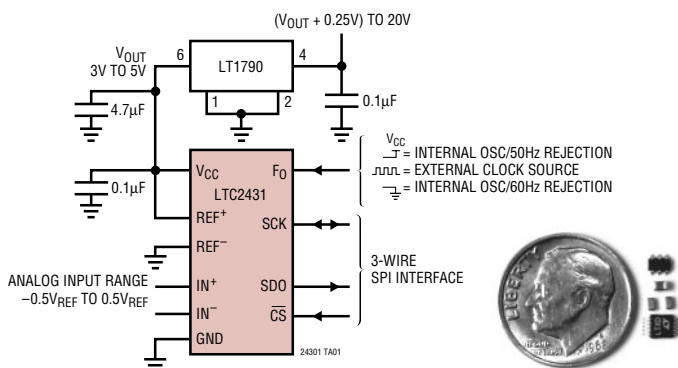 (VOUT + 0.25V) TO 20V
VOUT
3V TO 5V
6
LT1790
4
1
2
4.7µF
0.1µF
0.1µF
VCC
LTC2431
REF+
REF–
IN+
IN–
GND
FO
SCK
SDO
CS
ANALOG INPUT RANGE
–0.5VREF TO 0.5VREF
VCC
= INTERNAL OSC/50Hz REJECTION
= EXTERNAL CLOCK SOURCE
= INTERNAL OSC/60Hz REJECTION
3-WIRE
SPI INTERFACE
24301 TA01
LIBERTY